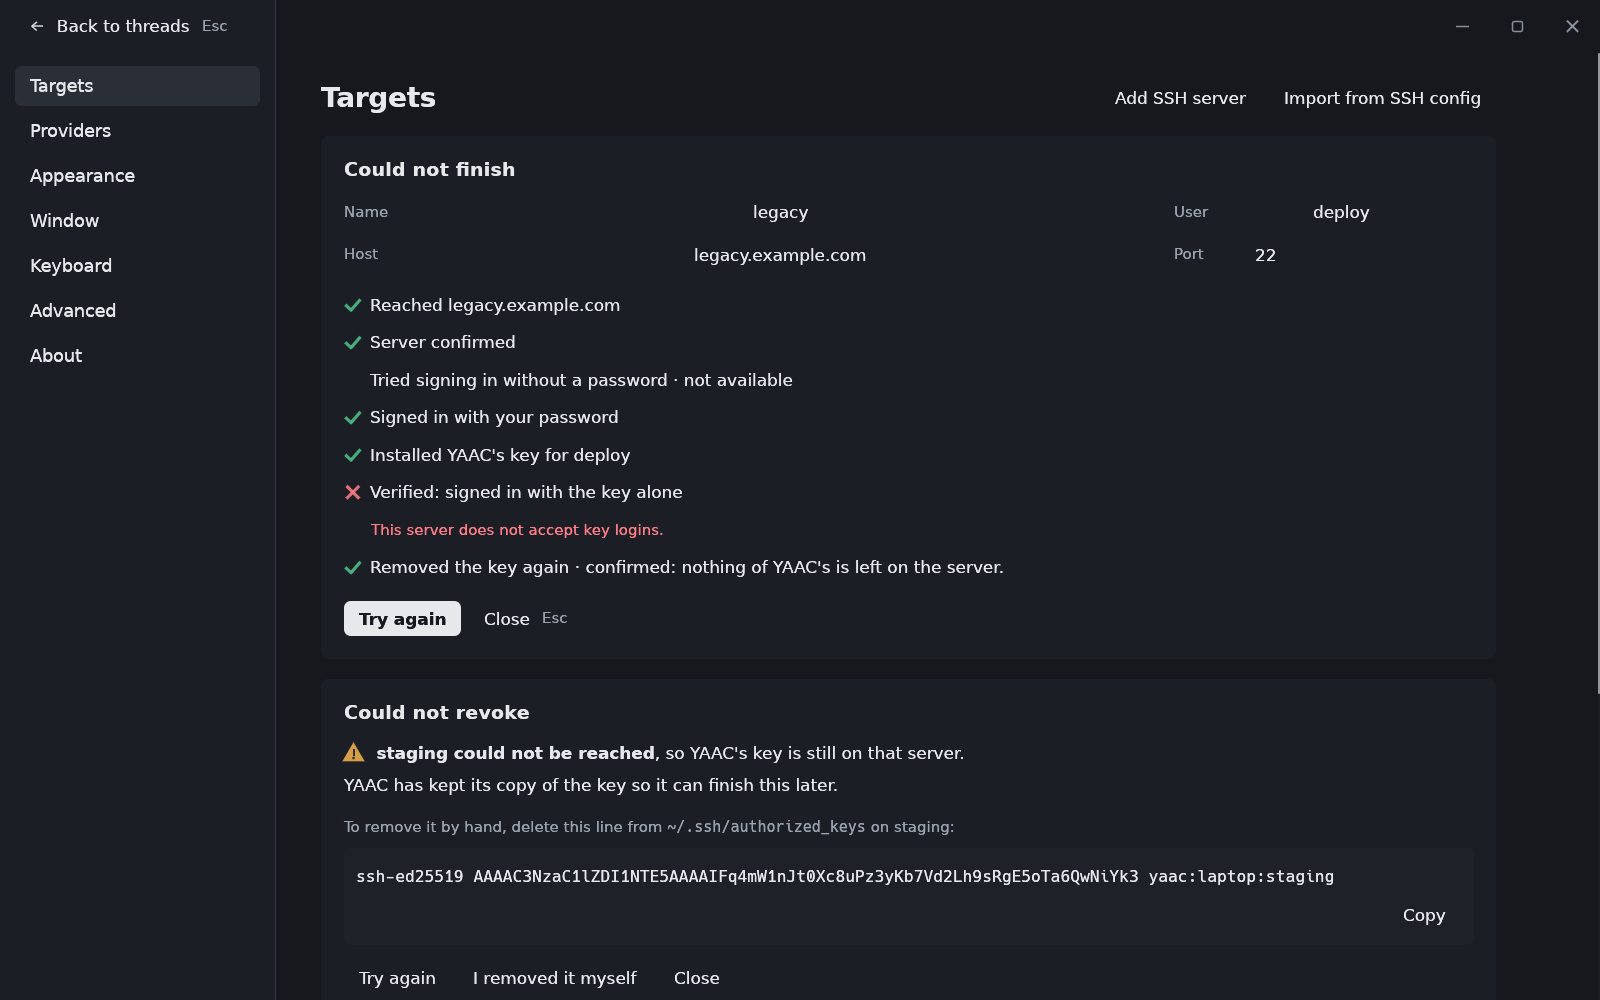 Back to threads Esc
Targets
Providers
Appearance
Window
Keyboard
Advanced
About
Targets
Add SSH server
Import from SSH config
Could not finish
Name legacy User deploy
Host legacy.example.com Port 22
Reached legacy.example.com
Server confirmed
Tried signing in without a password · not available
Signed in with your password
Installed YAAC's key for deploy
Verified: signed in with the key alone
This server does not accept key logins.
Removed the key again · confirmed: nothing of YAAC's is left on the server.
Try again Close Esc
Could not revoke
staging could not be reached, so YAAC's key is still on that server.
YAAC has kept its copy of the key so it can finish this later.
To remove it by hand, delete this line from ~/.ssh/authorized_keys on staging:
ssh-ed25519 AAAAC3NzaC1lZDI1NTE5AAAAIFq4mW1nJt0Xc8uPz3yKb7Vd2Lh9sRgE5oTa6QwNiYk3 yaac:laptop:staging
Copy
Try again I removed it myself Close